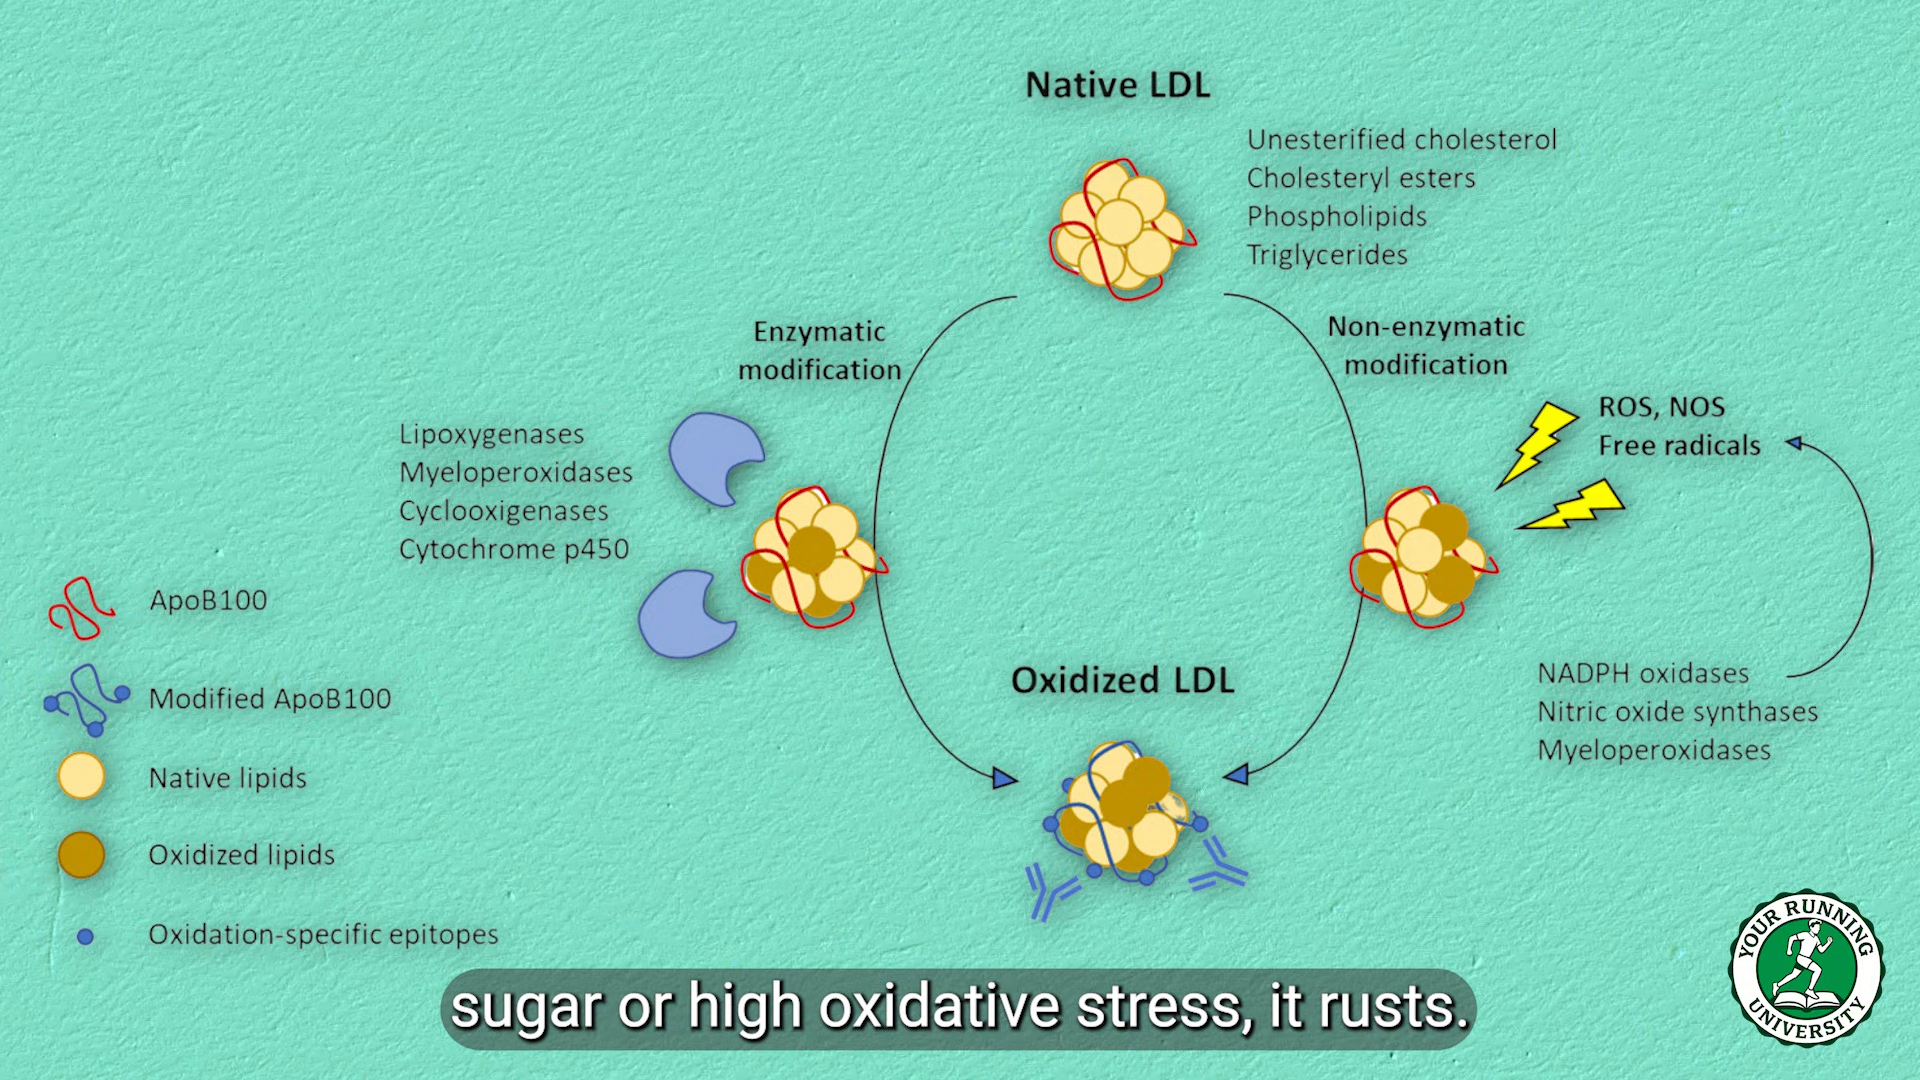 Native LDL
Unesterified cholesterol
Cholesteryl esters
Phospholipids
Triglycerides
Enzymatic
modification
Non-enzymatic
modification
ROS, NOS
Free radicals
Lipoxygenases
Myeloperoxidases
Cyclooxigenases
Cytochrome p450
ApoB100
Modified ApoB100
Native lipids
Oxidized lipids
Oxidation-specific epitopes
Oxidized LDL
NADPH oxidases
Nitric oxide synthases
Myeloperoxidases
YOUR RUNNING
UNIVERSITY
sugar or high oxidative stress, it rusts.